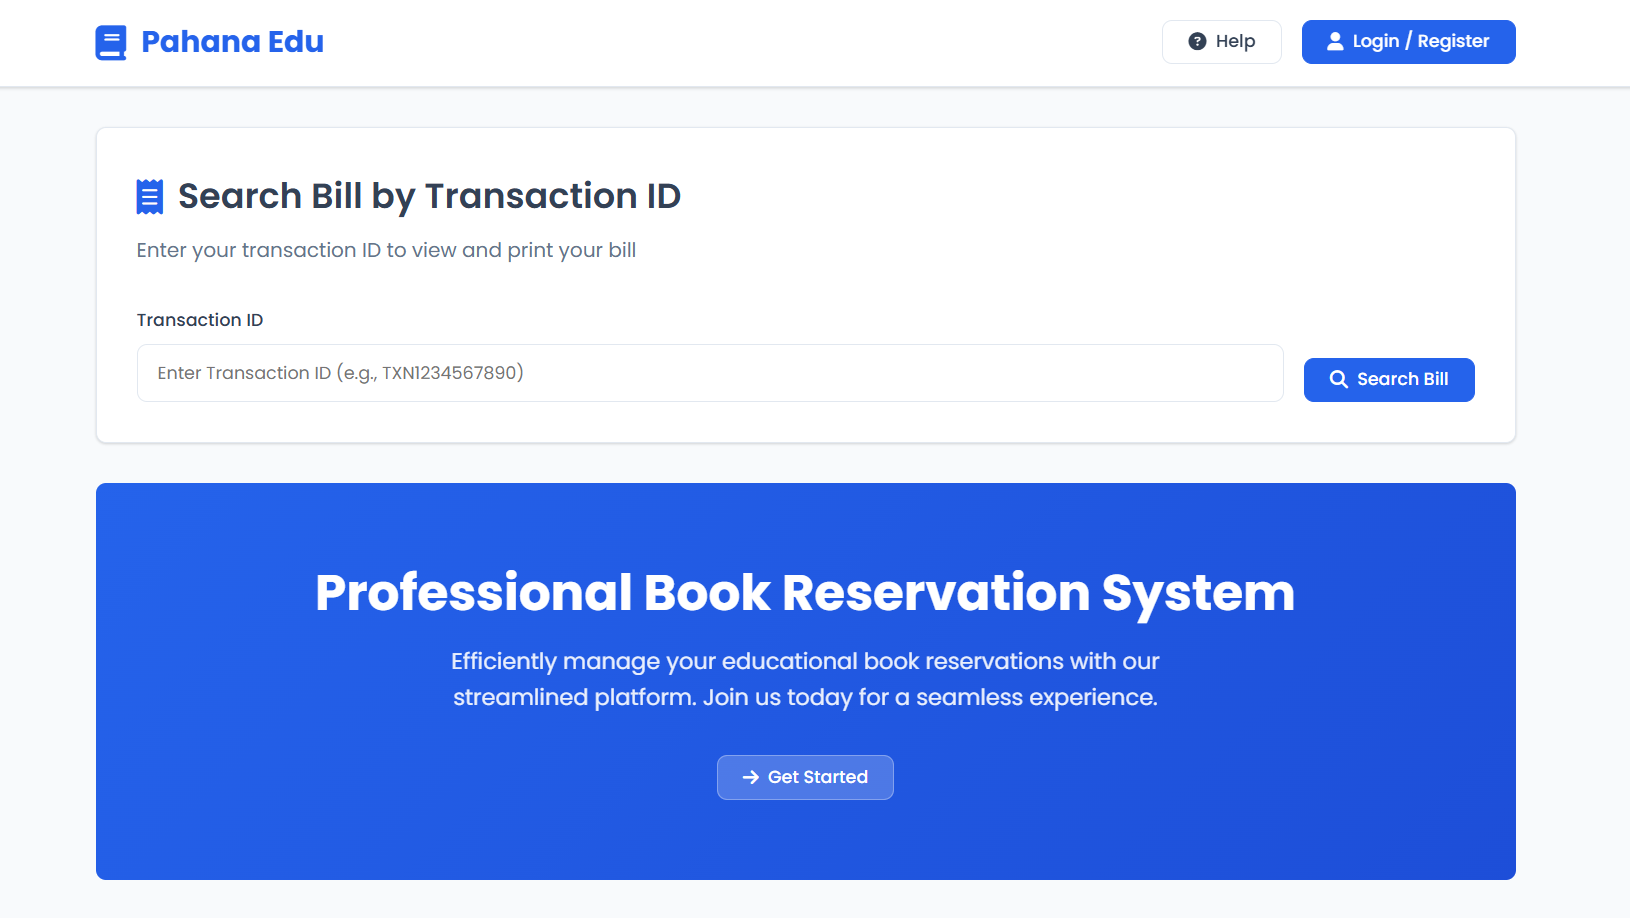 Pahana Edu
Help
Login / Register
Search Bill by Transaction ID
Enter your transaction ID to view and print your bill
Transaction ID
Enter Transaction ID (e.g., TXN1234567890)
Search Bill
Professional Book Reservation System
Efficiently manage your educational book reservations with our
streamlined platform. Join us today for a seamless experience.
Get Started